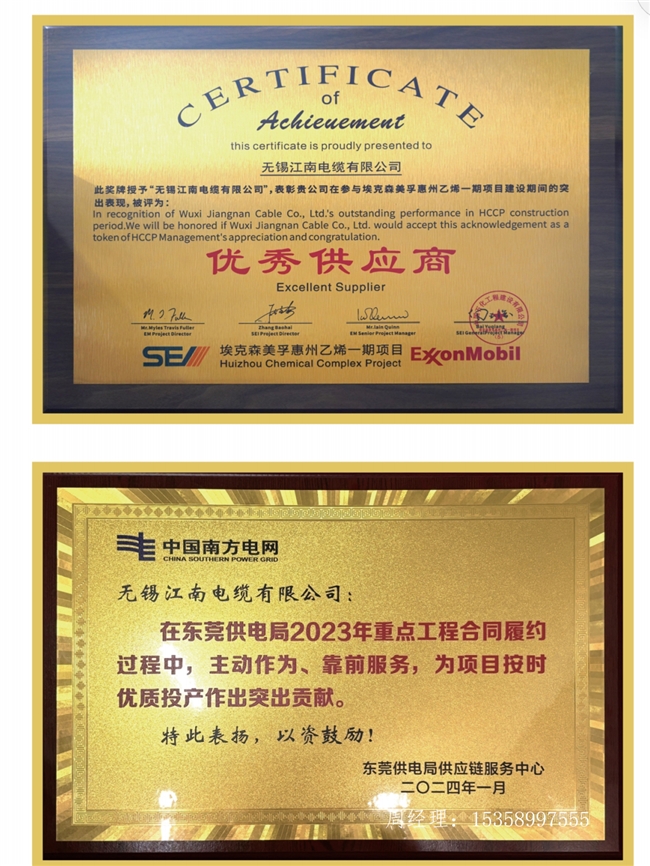 CERTIFICATE
of
Achievement
this certificate is proudly presented to
无锡江南电缆有限公司
此奖牌授予“无锡江南电缆有限公司”，表彰贵公司在参与埃克森美孚惠州乙烯一期项目建设期间的突
出表现，被评为：
In recognition of Wuxi Jiangnan Cable Co., Ltd.'s outstanding performance in HCCP construction
period.We will be honored if Wuxi Jiangnan Cable Co., Ltd. would accept this acknowledgement as a
token of HCCP Management's appreciation and congratulation.
优秀供应商
Excellent Supplier
Mr.Myles Travis Fuller
EM Project Director
Zhang Baohai
SEI Project Director
Mr.Iain Quinn
EM Senior Project Manager
SEI General Project Manager
SEI
埃克森美孚惠州乙烯一期项目
Huizhou Chemical Complex Project
ExxonMobil
中国南方电网
CHINA SOUTHERN POWER GRID
无锡江南电缆有限公司：
在东莞供电局2023年重点工程合同履约
过程中，主动作为、靠前服务，为项目按时
优质投产作出突出贡献。
特此表扬，以资鼓励！
东莞供电局供应链服务中心
二〇二四年一月
周经理：15358997555